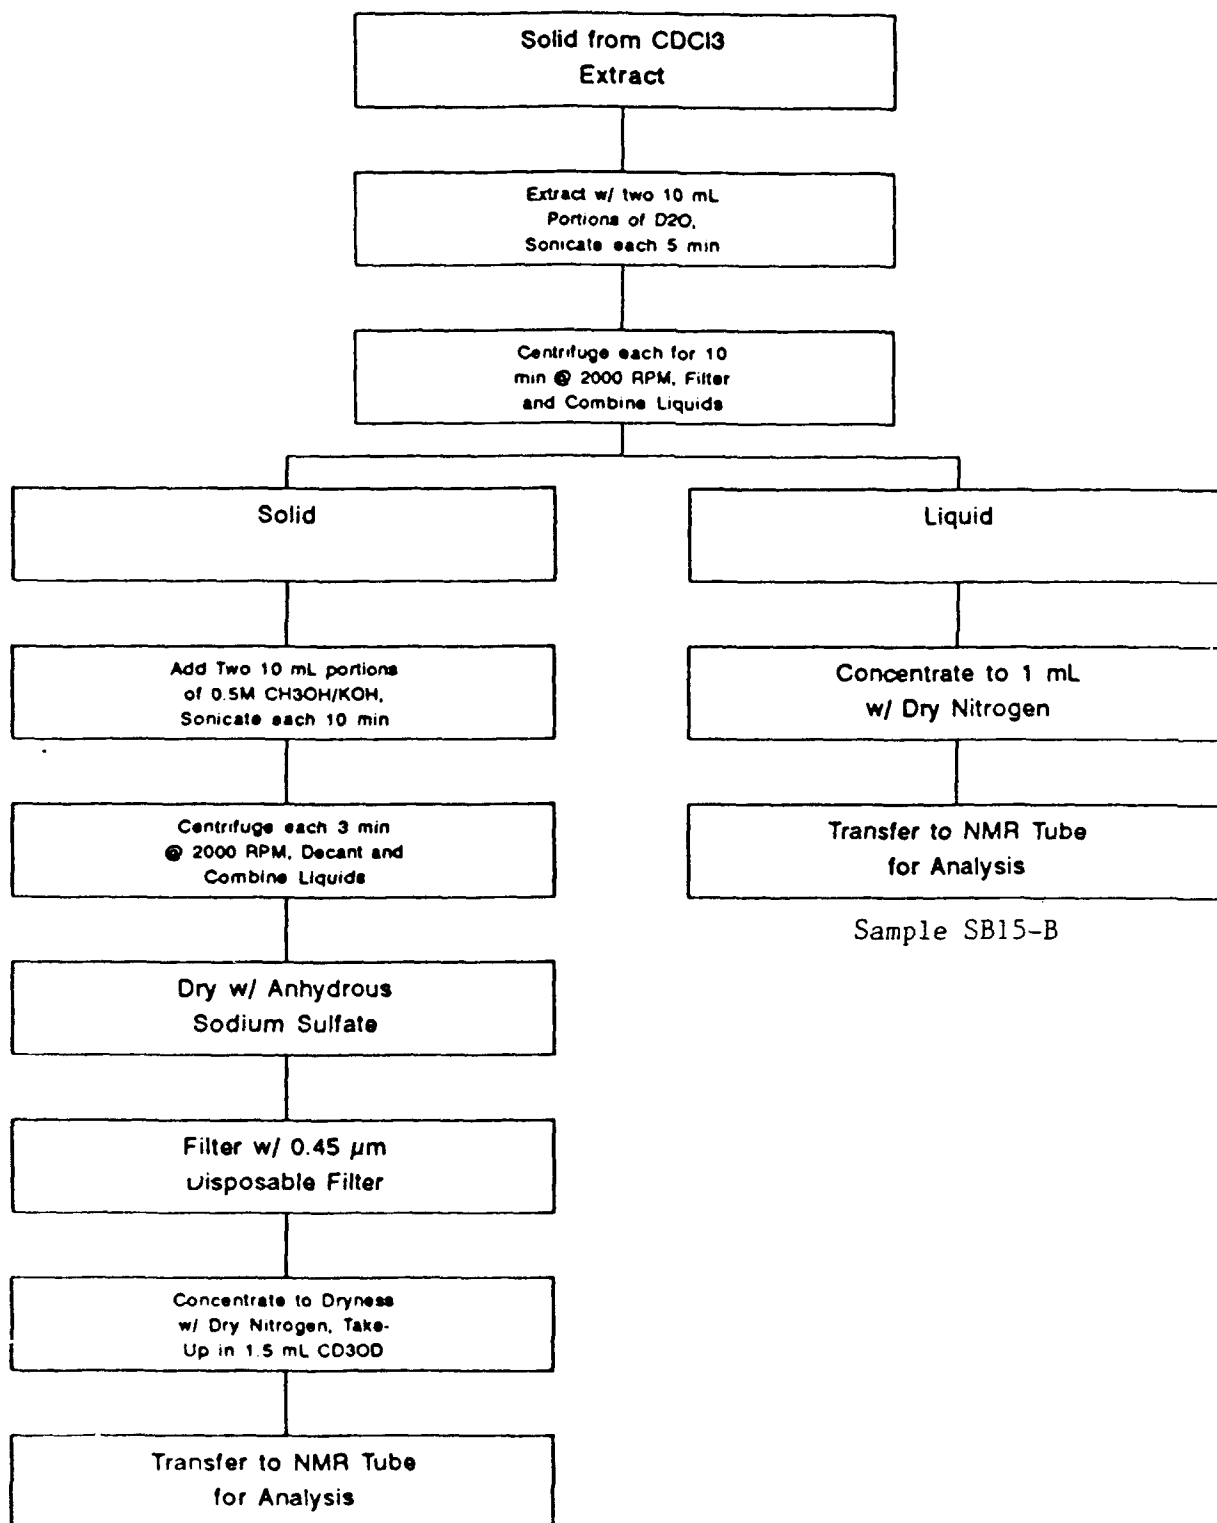 Solid from CDCl3
Extract
Extract w/ two 10 mL
Portions of D2O,
Sonicate each 5 min
Centrifuge each for 10
min @ 2000 RPM, Filter
and Combine Liquids
Solid
Liquid
Add Two 10 mL portions
of 0.5M CH3OH/KOH,
Sonicate each 10 min
Concentrate to 1 mL
w/ Dry Nitrogen
Centrifuge each 3 min
@ 2000 RPM, Decant and
Combine Liquids
Transfer to NMR Tube
for Analysis
Sample SB15-B
Dry w/ Anhydrous
Sodium Sulfate
Filter w/ 0.45 µm
Disposable Filter
Concentrate to Dryness
w/ Dry Nitrogen, Take-
Up in 1.5 mL CD3OD
Transfer to NMR Tube
for Analysis